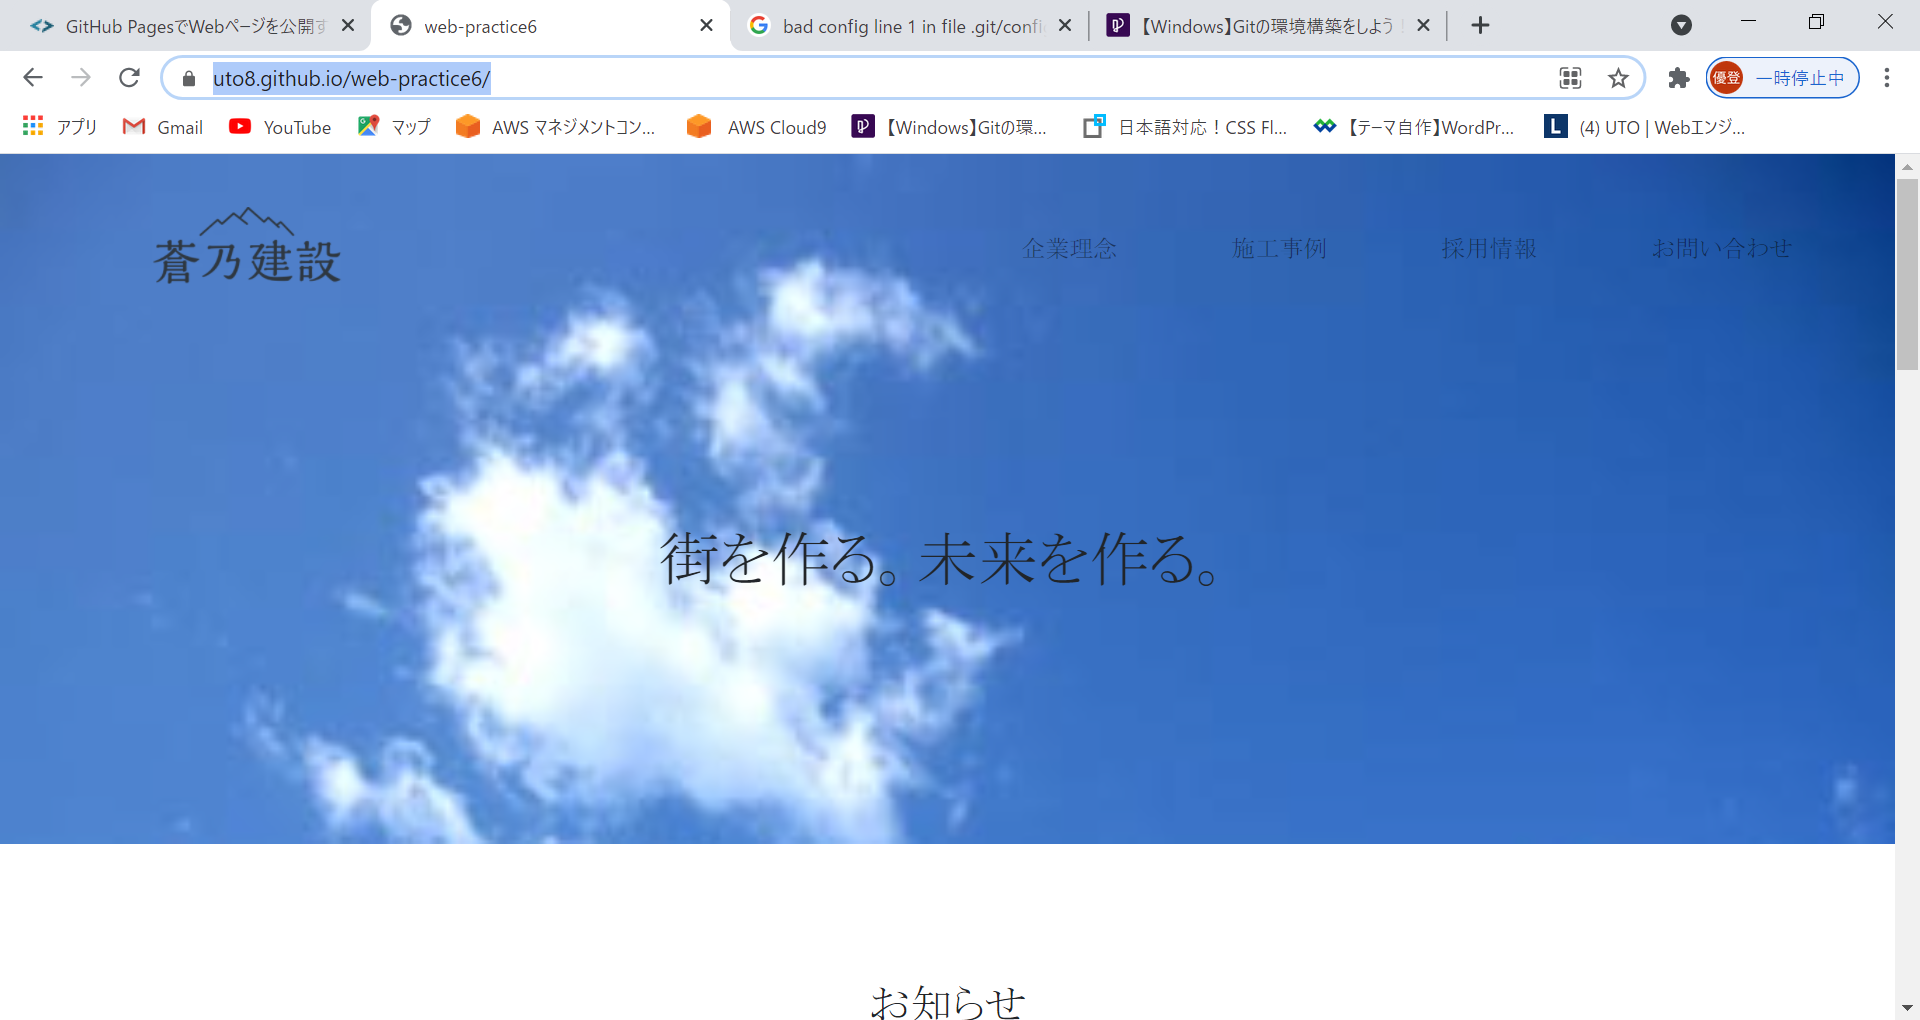 GitHub PagesでWebページを公開す
web-practice6
bad config line 1 in file .git/confi
【Windows】Gitの環境構築をしよう！
uto8.github.io/web-practice6/
優登
一時停止中
アプリ
Gmail
YouTube
マップ
AWS マネジメントコン...
AWS Cloud9
【Windows】Gitの環...
日本語対応！CSS Fl...
【テーマ自作】WordPr...
L
(4) UTO | Webエンジ...
蒼乃建設
企業理念
施工事例
採用情報
お問い合わせ
街を作る。未来を作る。
お知らせ